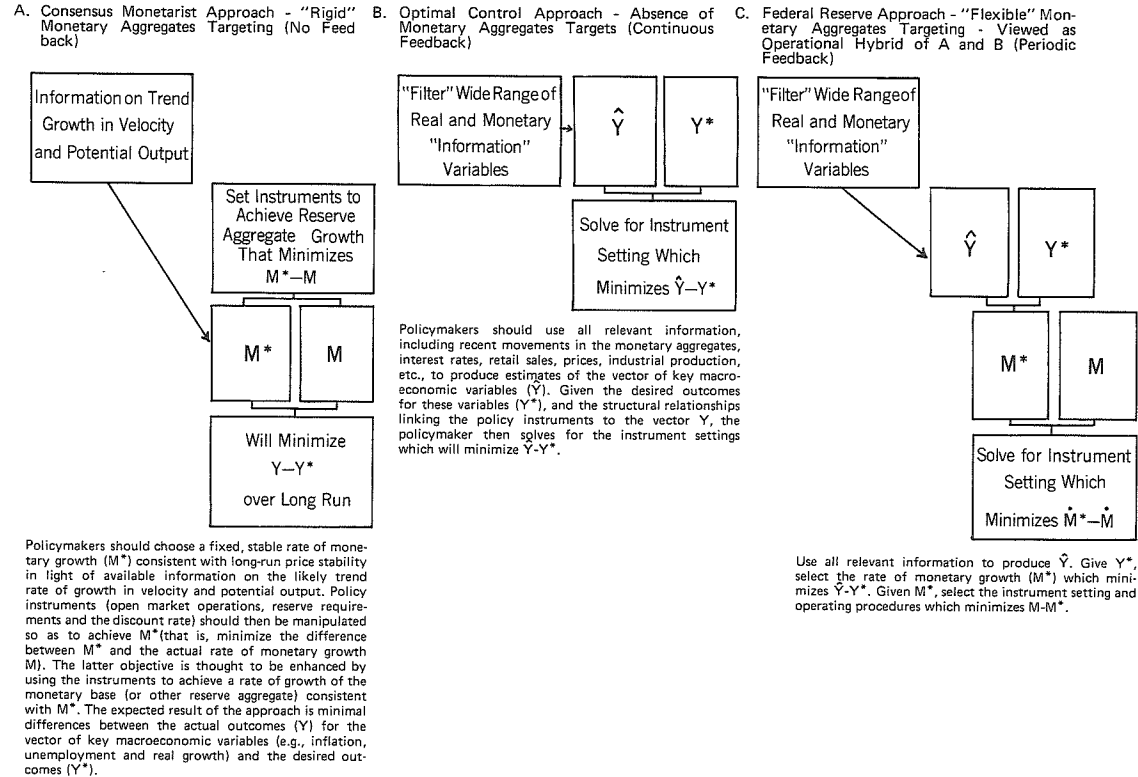 A. Consensus Monetarist Approach - "Rigid"
Monetary Aggregates Targeting (No Feed
back)
Information on Trend
Growth in Velocity
and Potential Output
Set Instruments to
Achieve Reserve
Aggregate Growth
That Minimizes
M*—M
M*
M
Will Minimize
Y—Y*
over Long Run
Policymakers should choose a fixed, stable rate of mone-
tary growth (M*) consistent with long-run price stability
in light of available information on the likely trend
rate of growth in velocity and potential output. Policy
instruments (open market operations, reserve require-
ments and the discount rate) should then be manipulated
so as to achieve M*(that is, minimize the difference
between M* and the actual rate of monetary growth
M). The latter objective is thought to be enhanced by
using the instruments to achieve a rate of growth of the
monetary base (or other reserve aggregate) consistent
with M*. The expected result of the approach is minimal
differences between the actual outcomes (Y) for the
vector of key macroeconomic variables (e.g., inflation,
unemployment and real growth) and the desired out-
comes (Y*).
B. Optimal Control Approach - Absence of
Monetary Aggregates Targets (Continuous
Feedback)
"Filter" Wide Range of
Real and Monetary
"Information"
Variables
Ŷ
Y*
Solve for Instrument
Setting Which
Minimizes Ŷ—Y*
Policymakers should use all relevant information,
including recent movements in the monetary aggregates,
interest rates, retail sales, prices, industrial production,
etc., to produce estimates of the vector of key macro-
economic variables (Ŷ). Given the desired outcomes
for these variables (Y*), and the structural relationships
linking the policy instruments to the vector Y, the
policymaker then solves for the instrument settings
which will minimize Ŷ-Y*.
C. Federal Reserve Approach - "Flexible" Mon-
etary Aggregates Targeting - Viewed as
Operational Hybrid of A and B (Periodic
Feedback)
"Filter" Wide Range of
Real and Monetary
"Information"
Variables
Ŷ
Y*
M*
M
Solve for Instrument
Setting Which
Minimizes Ṁ*—Ṁ
Use all relevant information to produce Ŷ. Give Y*,
select the rate of monetary growth (M*) which mini-
mizes Ŷ-Y*. Given M*, select the instrument setting and
operating procedures which minimizes M-M*.